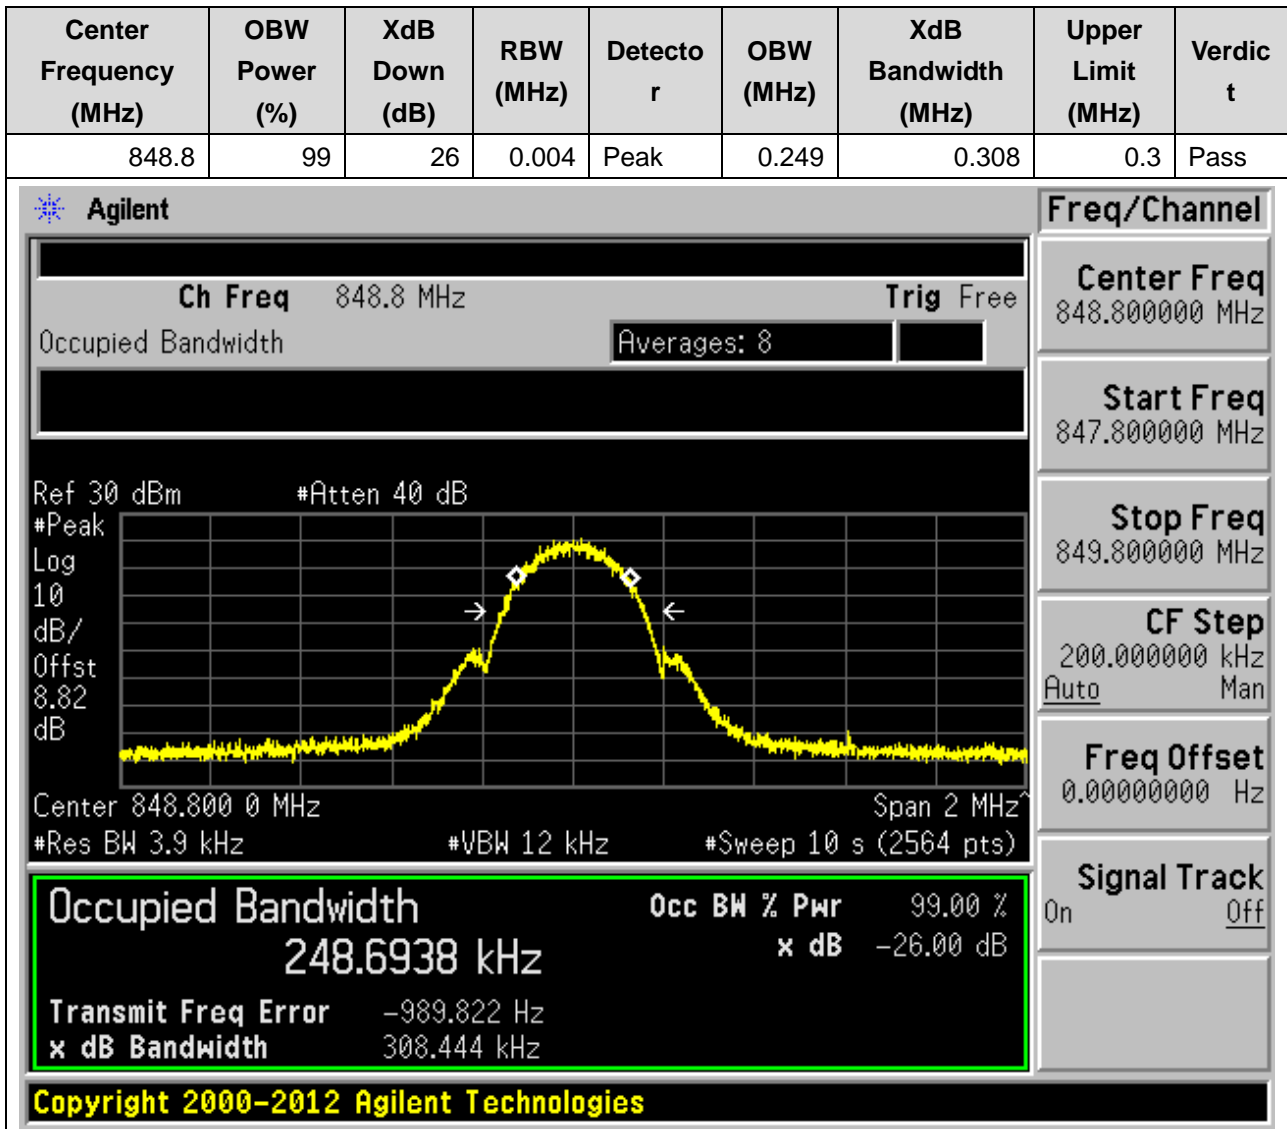 Center Frequency (MHz) OBW Power (%) XdB Down (dB) RBW (MHz) Detecto r OBW (MHz) XdB Bandwidth (MHz) Upper Limit (MHz) Verdic t
848.8 99 26 0.004 Peak 0.249 0.308 0.3 Pass
Agilent
Ch Freq 848.8 MHz Trig Free
Occupied Bandwidth Averages: 8
Ref 30 dBm #Atten 40 dB
#Peak
Log
10
dB/
Offst
8.82
dB
Center 848.800 0 MHz Span 2 MHz^
#Res BW 3.9 kHz #VBW 12 kHz #Sweep 10 s (2564 pts)
Occupied Bandwidth Occ BW % Pwr 99.00 %
248.6938 kHz x dB -26.00 dB
Transmit Freq Error -989.822 Hz
x dB Bandwidth 308.444 kHz
Copyright 2000-2012 Agilent Technologies
Freq/Channel
Center Freq
848.800000 MHz
Start Freq
847.800000 MHz
Stop Freq
849.800000 MHz
CF Step
200.000000 kHz
Auto Man
Freq Offset
0.00000000 Hz
Signal Track
On Off